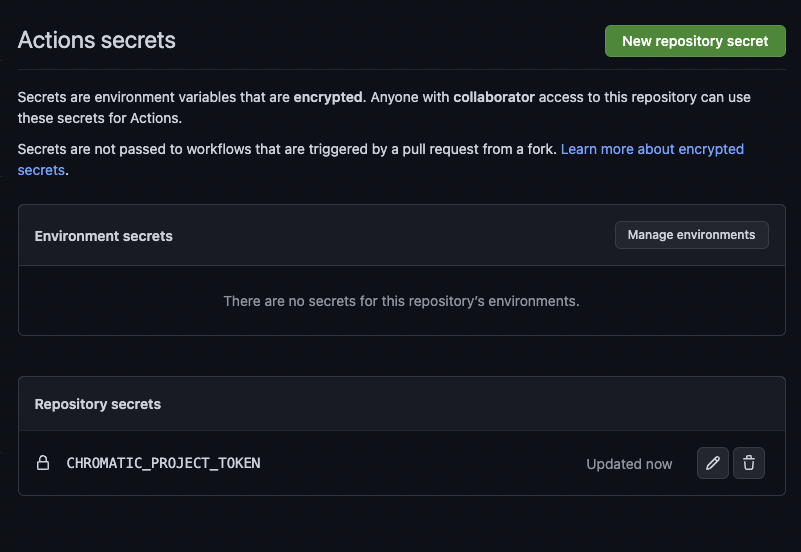 Actions secrets
New repository secret
Secrets are environment variables that are encrypted. Anyone with collaborator access to this repository can use
these secrets for Actions.
Secrets are not passed to workflows that are triggered by a pull request from a fork. Learn more about encrypted
secrets.
Environment secrets
Manage environments
There are no secrets for this repository’s environments.
Repository secrets
CHROMATIC_PROJECT_TOKEN
Updated now